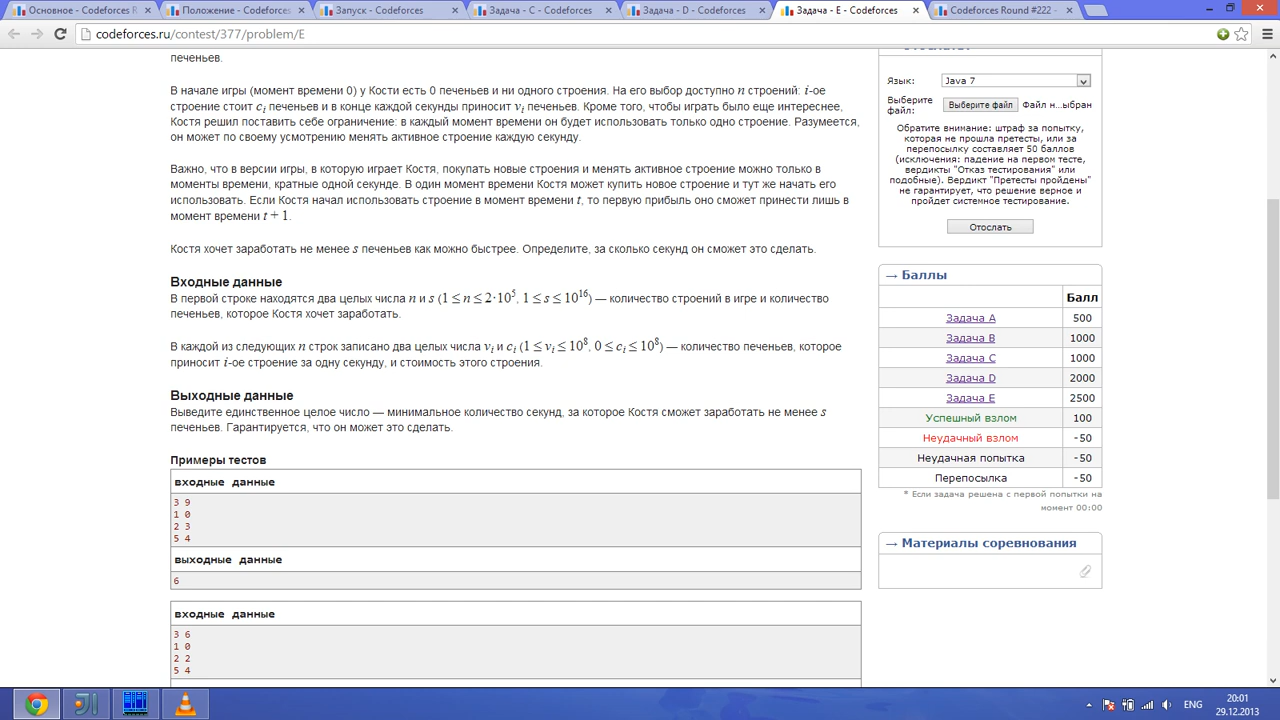 Основное - Codeforces R
Положение - Codeforces
Запуск - Codeforces
Задача - C - Codeforces
Задача - D - Codeforces
Задача - E - Codeforces
Codeforces Round #222 -
codeforces.ru/contest/377/problem/E
печеньев.
В начале игры (момент времени 0) у Кости есть 0 печеньев и ни одного строения. На его выбор доступно n строений: i-ое
строение стоит c_i печеньев и в конце каждой секунды приносит v_i печеньев. Кроме того, чтобы играть было еще интереснее,
Костя решил поставить себе ограничение: в каждый момент времени он будет использовать только одно строение. Разумеется,
он может по своему усмотрению менять активное строение каждую секунду.
Важно, что в версии игры, в которую играет Костя, покупать новые строения и менять активное строение можно только в
моменты времени, кратные одной секунде. В один момент времени Костя может купить новое строение и тут же начать его
использовать. Если Костя начал использовать строение в момент времени t, то первую прибыль оно сможет принести лишь в
момент времени t + 1.
Костя хочет заработать не менее s печеньев как можно быстрее. Определите, за сколько секунд он сможет это сделать.
Входные данные
В первой строке находятся два целых числа n и s (1 ≤ n ≤ 2·10^5, 1 ≤ s ≤ 10^16) — количество строений в игре и количество
печеньев, которое Костя хочет заработать.
В каждой из следующих n строк записано два целых числа v_i и c_i (1 ≤ v_i ≤ 10^8, 0 ≤ c_i ≤ 10^8) — количество печеньев, которое
приносит i-ое строение за одну секунду, и стоимость этого строения.
Выходные данные
Выведите единственное целое число — минимальное количество секунд, за которое Костя сможет заработать не менее s
печеньев. Гарантируется, что он может это сделать.
Примеры тестов
входные данные
3 9
1 0
2 3
5 4
выходные данные
6
входные данные
3 6
1 0
2 2
5 4
Язык:
Java 7
Выберите
файл:
Выберите файл
Файл н...ыбран
Обратите внимание: штраф за попытку,
которая не прошла претесты, или за
перепосылку составляет 50 баллов
(исключения: падение на первом тесте,
вердикты "Отказ тестирования" или
подобные). Вердикт "Претесты пройдены"
не гарантирует, что решение верное и
пройдет системное тестирование.
Отослать
→ Баллы
Балл
Задача A 500
Задача B 1000
Задача C 1000
Задача D 2000
Задача E 2500
Успешный взлом 100
Неудачный взлом -50
Неудачная попытка -50
Перепосылка -50
* Если задача решена с первой попытки на
момент 00:00
→ Материалы соревнования
ENG
20:01
29.12.2013